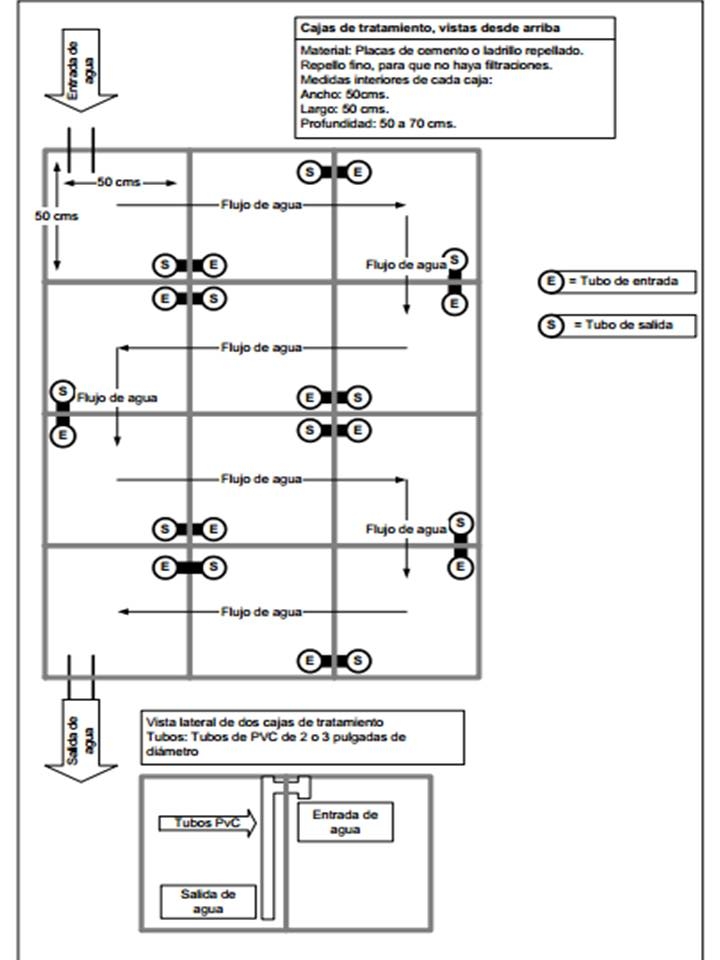 Entrada de
agua
Cajas de tratamiento, vistas desde arriba
Material: Placas de cemento o ladrillo repellado.
Repello fino, para que no haya filtraciones.
Medidas interiores de cada caja:
Ancho: 50cms.
Largo: 50 cms.
Profundidad: 50 a 70 cms.
S E
50 cms
Flujo de agua
50 cms
S E
Flujo de agua
S
E
E S
E = Tubo de entrada
S = Tubo de salida
Flujo de agua
S
Flujo de agua
E
E S
S E
Flujo de agua
S E
Flujo de agua
S
E
E S
Flujo de agua
E S
Salida de
agua
Vista lateral de dos cajas de tratamiento
Tubos: Tubos de PVC de 2 o 3 pulgadas de
diámetro
Tubos PvC
Entrada de
agua
Salida de
agua